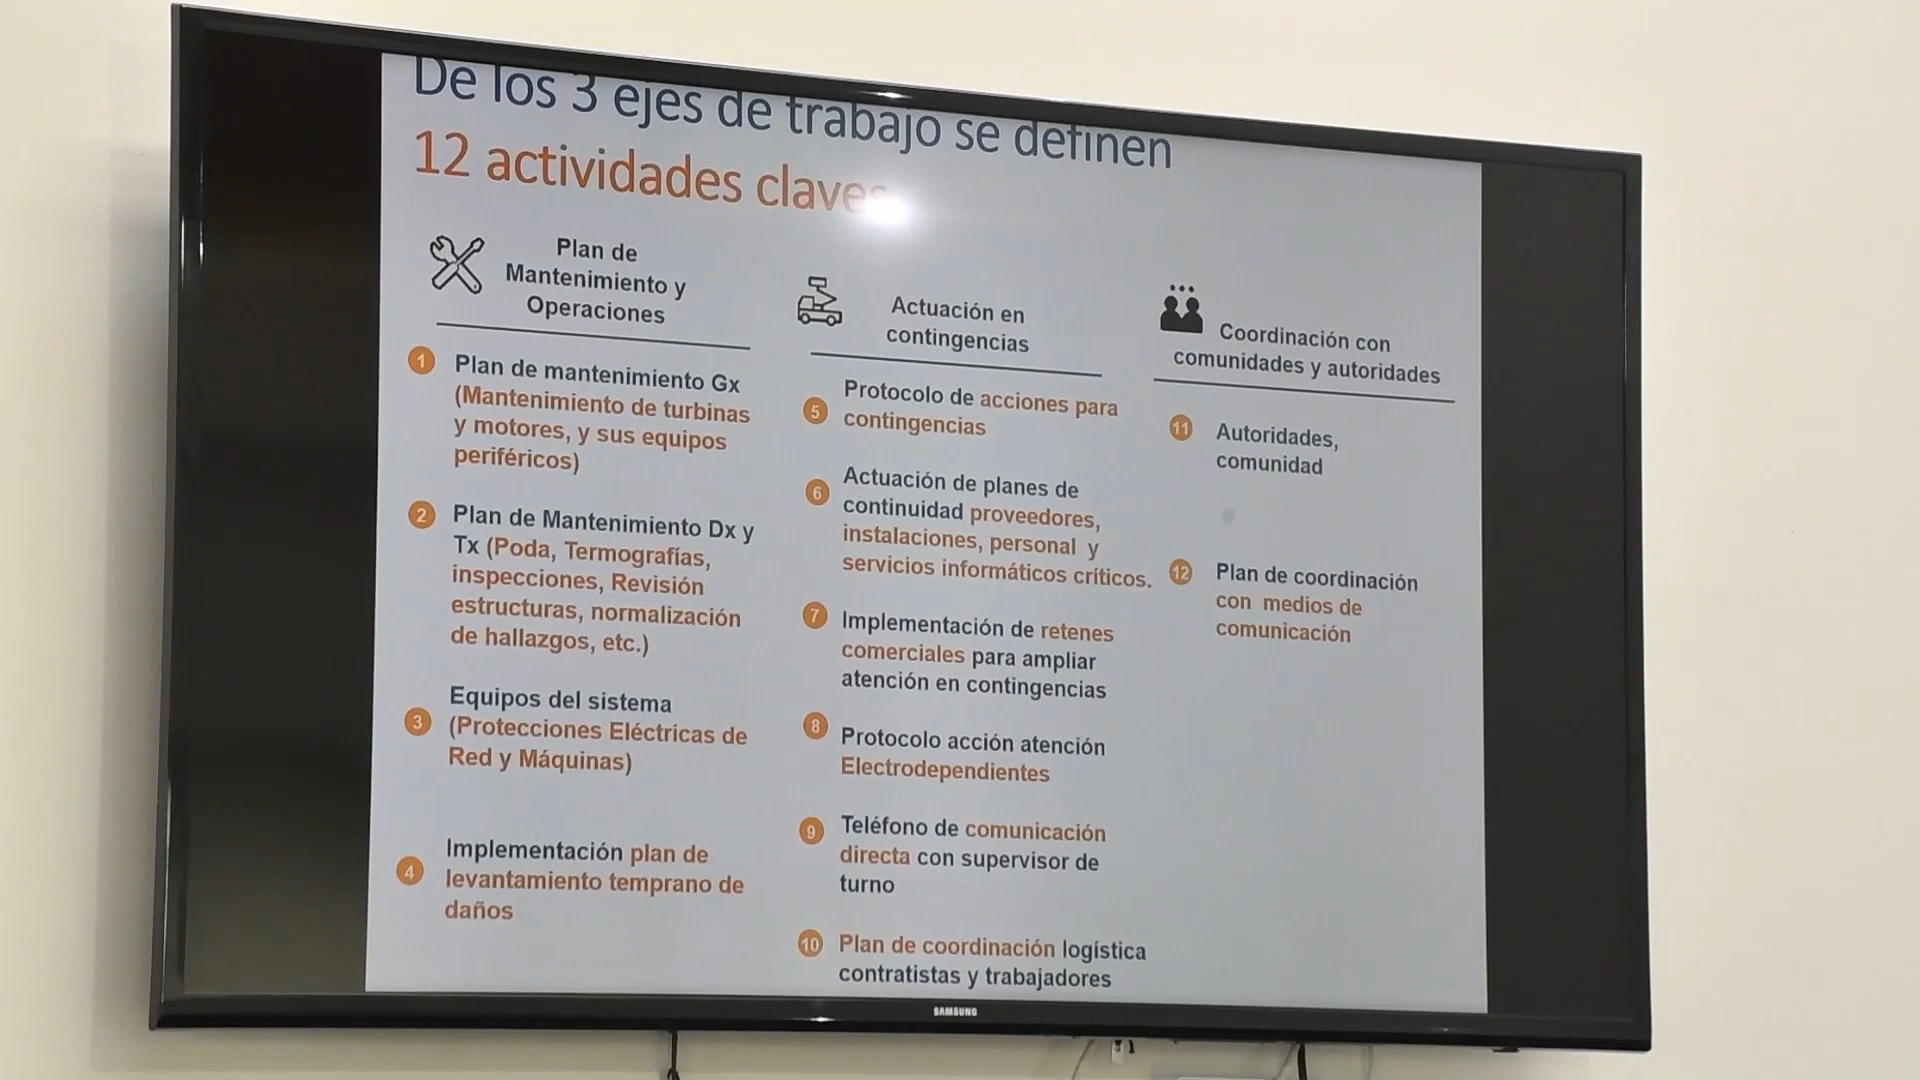 De los 3 ejes de trabajo se definen
12 actividades claves
Plan de
Mantenimiento y
Operaciones
1
Plan de mantenimiento Gx
(Mantenimiento de turbinas
y motores, y sus equipos
periféricos)
2
Plan de Mantenimiento Dx y
Tx (Poda, Termografías,
inspecciones, Revisión
estructuras, normalización
de hallazgos, etc.)
3
Equipos del sistema
(Protecciones Eléctricas de
Red y Máquinas)
4
Implementación plan de
levantamiento temprano de
daños
Actuación en
contingencias
5
Protocolo de acciones para
contingencias
6
Actuación de planes de
continuidad proveedores,
instalaciones, personal y
servicios informáticos críticos.
7
Implementación de retenes
comerciales para ampliar
atención en contingencias
8
Protocolo acción atención
Electrodependientes
9
Teléfono de comunicación
directa con supervisor de
turno
10
Plan de coordinación logística
contratistas y trabajadores
Coordinación con
comunidades y autoridades
11
Autoridades,
comunidad
12
Plan de coordinación
con medios de
comunicación
SAMSUNG